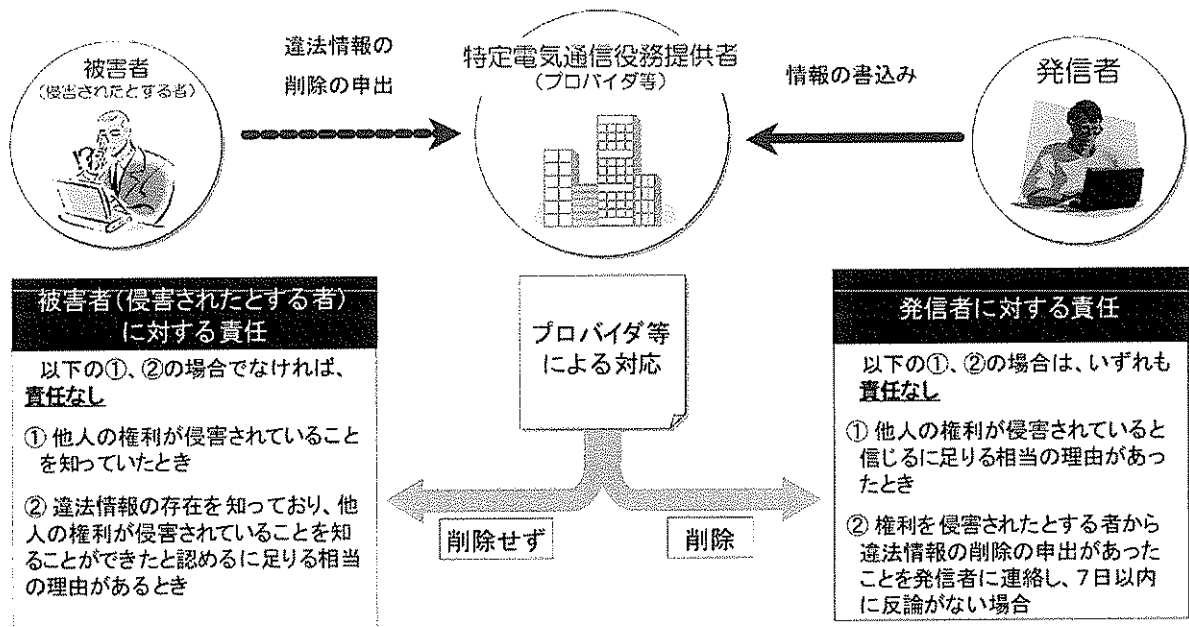 被害者
(侵害されたとする者)
違法情報の
削除の申出
特定電気通信役務提供者
(プロバイダ等)
情報の書込み
発信者
被害者(侵害されたとする者)
に対する責任
以下の①、②の場合でなければ、
責任なし
① 他人の権利が侵害されていること
を知っていたとき
② 違法情報の存在を知っており、他
人の権利が侵害されていることを知
ることができたと認めるに足りる相当
の理由があるとき
プロバイダ等
による対応
削除せず
削除
発信者に対する責任
以下の①、②の場合は、いずれも
責任なし
① 他人の権利が侵害されていると
信じるに足りる相当の理由があっ
たとき
② 権利を侵害されたとする者から
違法情報の削除の申出があった
ことを発信者に連絡し、7日以内
に反論がない場合